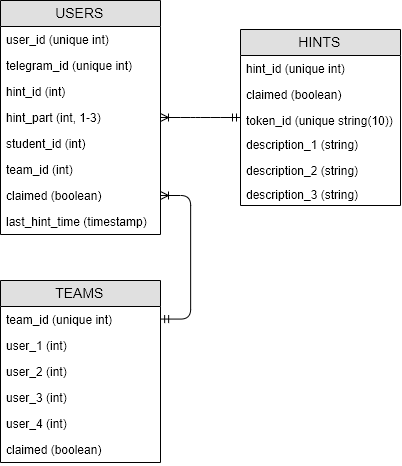 USERS
user_id (unique int)
telegram_id (unique int)
hint_id (int)
hint_part (int, 1-3)
student_id (int)
team_id (int)
claimed (boolean)
last_hint_time (timestamp)
HINTS
hint_id (unique int)
claimed (boolean)
token_id (unique string(10))
description_1 (string)
description_2 (string)
description_3 (string)
TEAMS
team_id (unique int)
user_1 (int)
user_2 (int)
user_3 (int)
user_4 (int)
claimed (boolean)